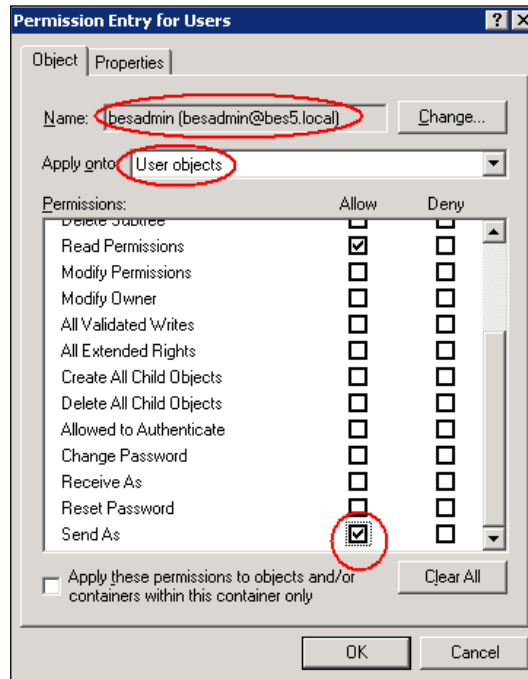 Permission Entry for Users
Object Properties
Name: besadmin (besadmin@bes5.local) Change...
Apply onto: User objects
Permissions: Allow Deny
Delete Subtree
Read Permissions
Modify Permissions
Modify Owner
All Validated Writes
All Extended Rights
Create All Child Objects
Delete All Child Objects
Allowed to Authenticate
Change Password
Receive As
Reset Password
Send As
Apply these permissions to objects and/or Clear All
containers within this container only
OK Cancel